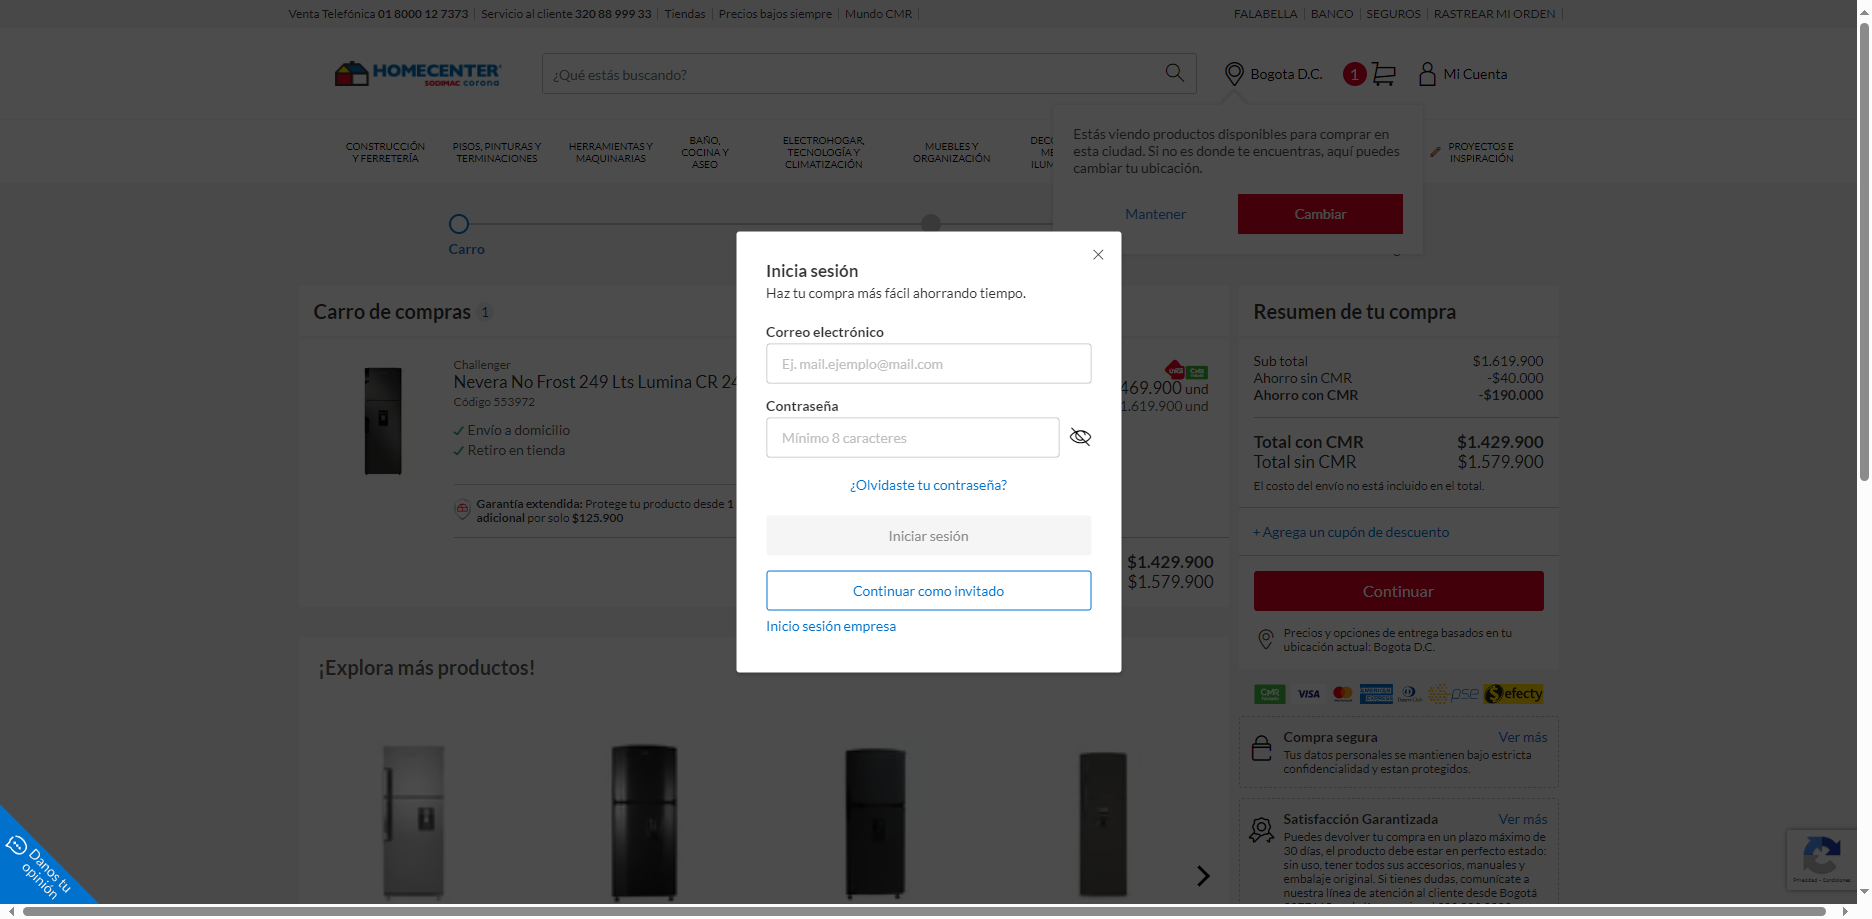 Venta Telefónica 01 8000 12 7373 Servicio al cliente 320 88 999 33 Tiendas Precios bajos siempre Mundo CMR
FALABELLA BANCO SEGUROS RASTREAR MI ORDEN
HOMECENTER
SODIMAC corona
¿Qué estás buscando?
Bogota D.C.
1
Mi Cuenta
CONSTRUCCIÓN
Y FERRETERÍA
PISOS, PINTURAS Y
TERMINACIONES
HERRAMIENTAS Y
MAQUINARIAS
BAÑO,
COCINA Y
ASEO
ELECTROHOGAR,
TECNOLOGÍA Y
CLIMATIZACIÓN
MUEBLES Y
ORGANIZACIÓN
PROYECTOS E
INSPIRACIÓN
Estás viendo productos disponibles para comprar en
esta ciudad. Si no es donde te encuentras, aquí puedes
cambiar tu ubicación.
Mantener
Cambiar
Carro
Inicia sesión
Haz tu compra más fácil ahorrando tiempo.
Correo electrónico
Ej. mail.ejemplo@mail.com
Contraseña
Mínimo 8 caracteres
¿Olvidaste tu contraseña?
Iniciar sesión
Continuar como invitado
Inicio sesión empresa
Carro de compras 1
Challenger
Nevera No Frost 249 Lts Lumina CR 24
Código 553972
Envío a domicilio
Retiro en tienda
469.900 und
1.619.900 und
Garantía extendida: Protege tu producto desde 1
adicional por solo $125.900
$1.429.900
$1.579.900
¡Explora más productos!
Resumen de tu compra
Sub total $1.619.900
Ahorro sin CMR -$40.000
Ahorro con CMR -$190.000
Total con CMR $1.429.900
Total sin CMR $1.579.900
El costo del envío no está incluido en el total.
+ Agrega un cupón de descuento
Continuar
Precios y opciones de entrega basados en tu
ubicación actual: Bogota D.C.
CMR VISA AMERICAN EXPRESS pse efecty
Compra segura Ver más
Tus datos personales se mantienen bajo estricta
confidencialidad y estan protegidos.
Satisfacción Garantizada Ver más
Puedes devolver tu compra en un plazo máximo de
30 días, el producto debe estar en perfecto estado:
sin uso, tener todos sus accesorios, manuales y
embalaje original. Si tienes dudas, comunícate a
nuestra línea de atención al cliente desde Bogotá
Danos tu
opinión